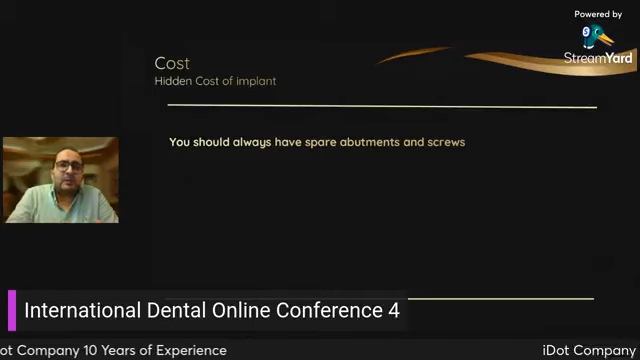 Powered by
StreamYard
Cost
Hidden Cost of implant
You should always have spare abutments and screws
International Dental Online Conference 4
Dot Company 10 Years of Experience
iDot Company